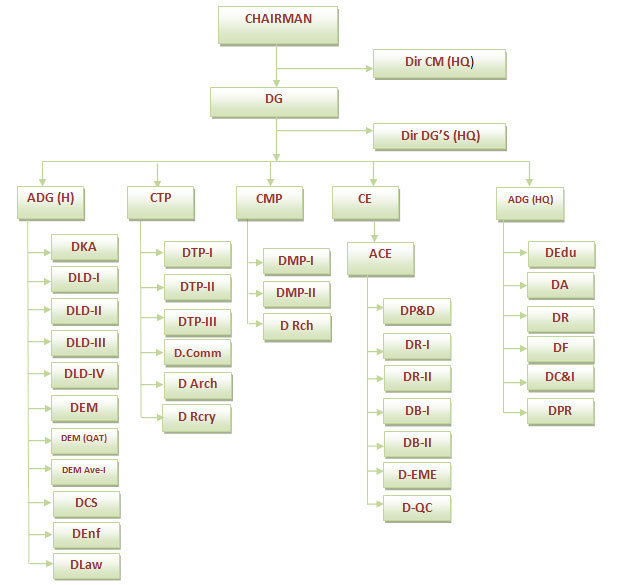 CHAIRMAN
Dir CM (HQ)
DG
Dir DG'S (HQ)
ADG (H)
DKA
DLD-I
DLD-II
DLD-III
DLD-IV
DEM
DEM (QAT)
DEM Ave-I
DCS
DEnf
DLaw
CTP
DTP-I
DTP-II
DTP-III
D.Comm
D Arch
D Rcry
CMP
DMP-I
DMP-II
D Rch
CE
ACE
DP&D
DR-I
DR-II
DB-I
DB-II
D-EME
D-QC
ADG (HQ)
DEdu
DA
DR
DF
DC&I
DPR